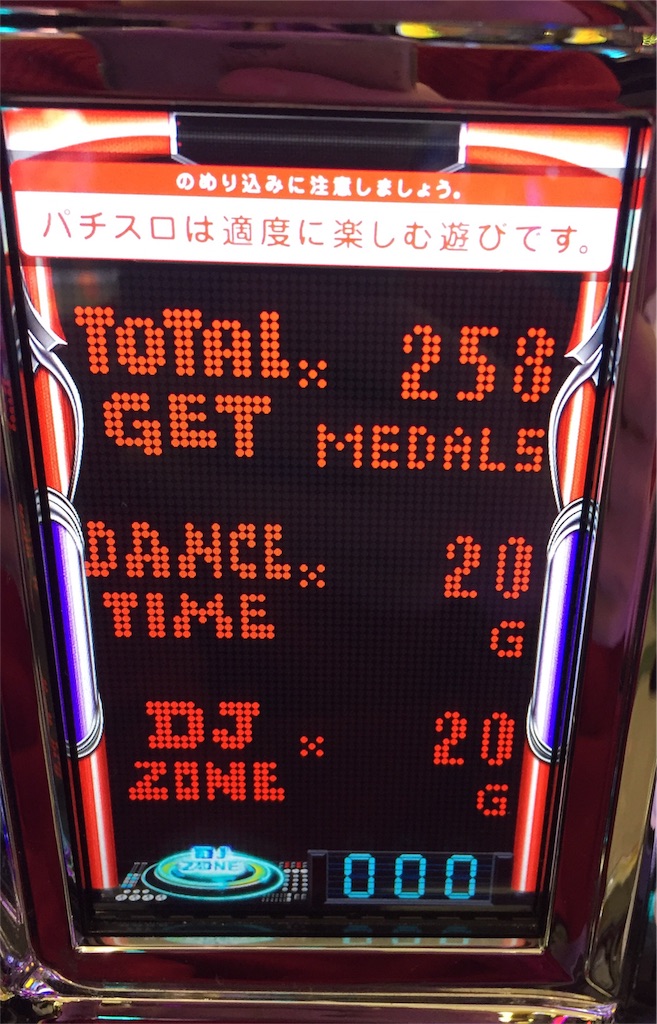 のめり込みに注意しましょう。
パチスロは適度に楽しむ遊びです。
TOTAL
GET
× 258
MEDALS
DANCE
TIME
× 20
G
DJ
ZONE
× 20
G
DJ
ZONE
000